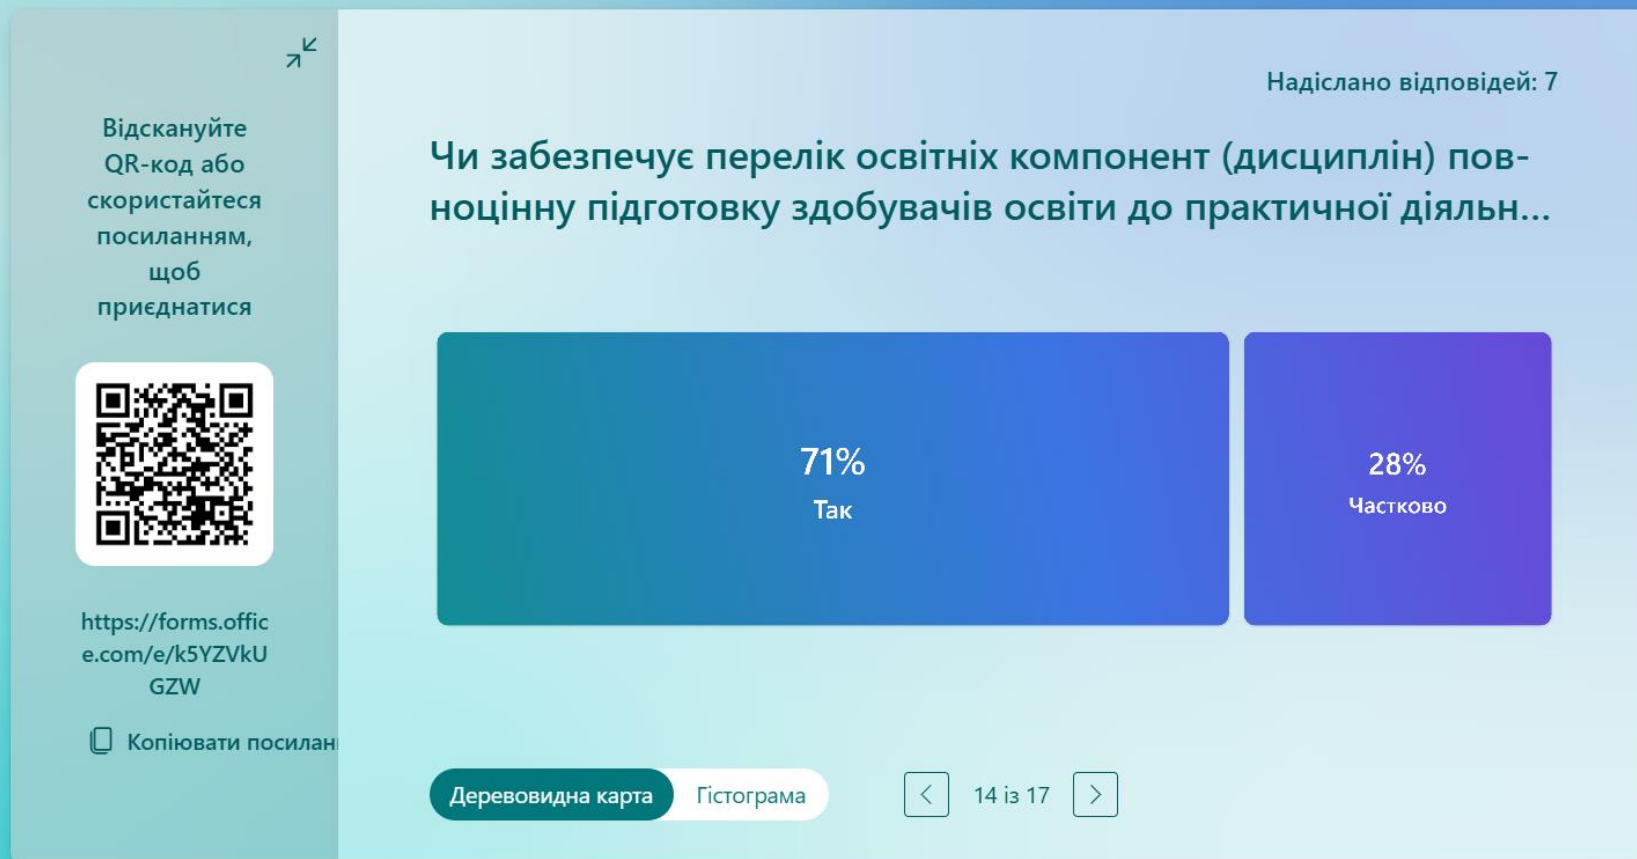 Відскануйте
QR-код або
скористайтеся
посиланням,
щоб
приєднатися
https://forms.offic
e.com/e/k5YZVkU
GZW
Копіювати посилан
Надіслано відповідей: 7
Чи забезпечує перелік освітніх компонент (дисциплін) пов-
ноцінну підготовку здобувачів освіти до практичної діяльн...
71%
Так
28%
Частково
Деревовидна карта
Гістограма
14 із 17